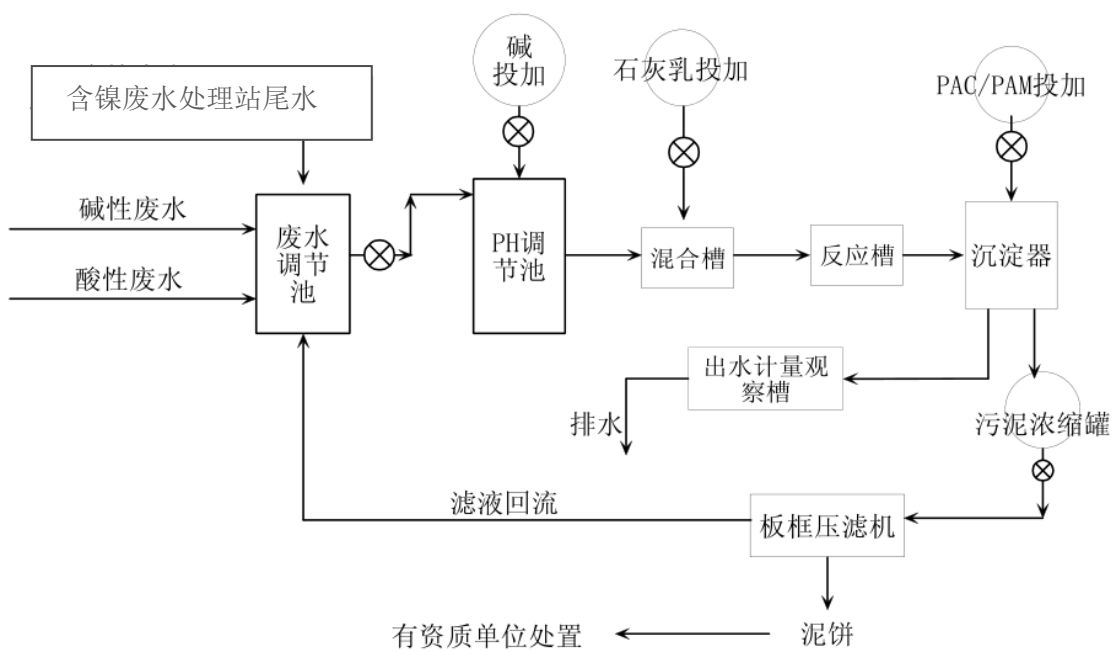 碱
投加
石灰乳投加
PAC/PAM投加
含镍废水处理站尾水
碱性废水
酸性废水
废水
调节
池
PH调
节池
混合槽
反应槽
沉淀器
出水计量观
察槽
排水
污泥浓缩罐
滤液回流
板框压滤机
有资质单位处置
泥饼